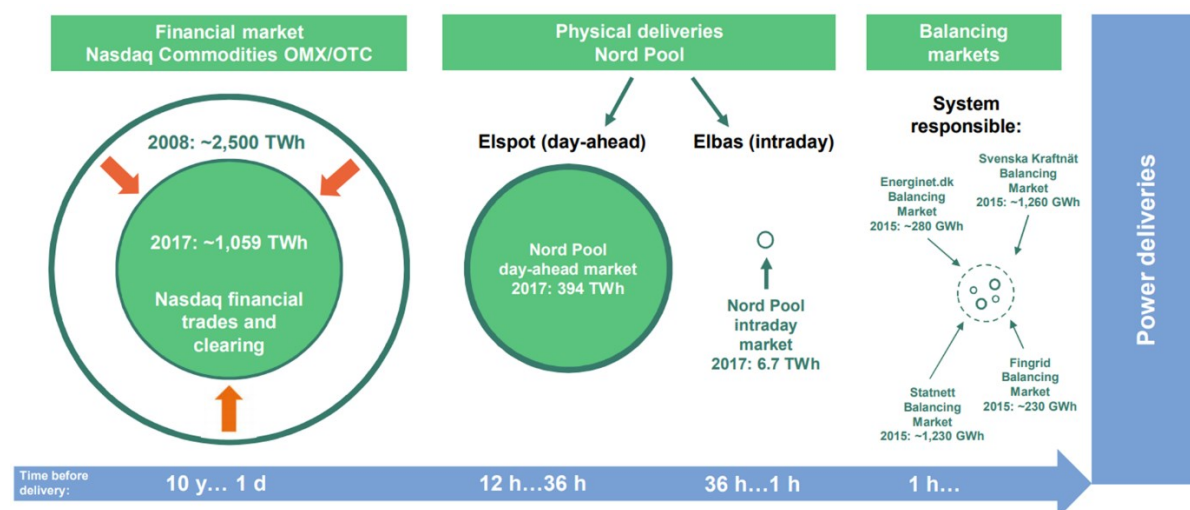 Financial market
Nasdaq Commodities OMX/OTC
2008: ~2,500 TWh
2017: ~1,059 TWh
Nasdaq financial
trades and
clearing
Physical deliveries
Nord Pool
Elspot (day-ahead)
Elbas (intraday)
Nord Pool
day-ahead market
2017: 394 TWh
Nord Pool
intraday
market
2017: 6.7 TWh
Balancing
markets
System
responsible:
Svenska Kraftnät
Balancing
Market
2015: ~1,260 GWh
Energinet.dk
Balancing
Market
2015: ~280 GWh
Fingrid
Balancing
Market
2015: ~230 GWh
Statnett
Balancing
Market
2015: ~1,230 GWh
Power deliveries
Time before
delivery:
10 y… 1 d
12 h…36 h
36 h…1 h
1 h…